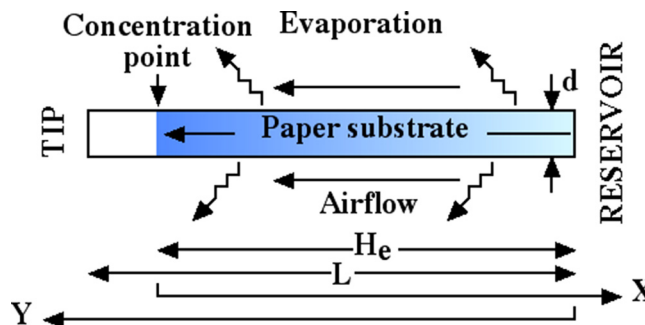 Concentration
point
Evaporation
d
TIP
Paper substrate
RESERVOIR
Airflow
He
L
X
Y